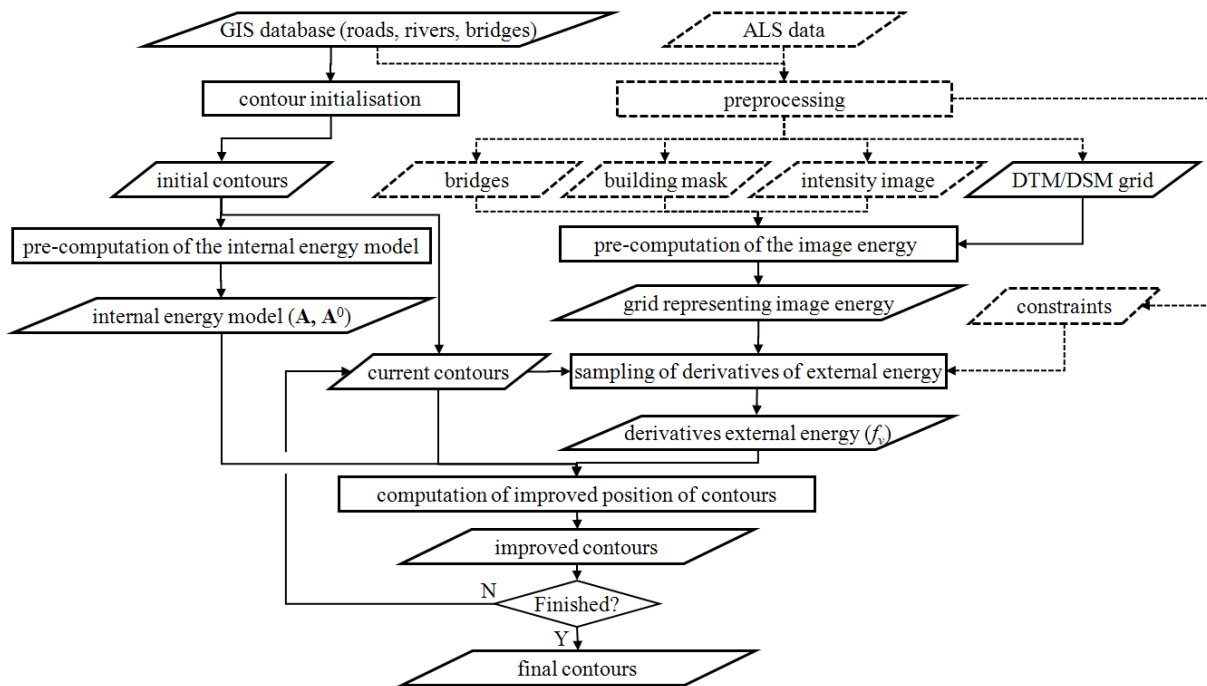 GIS database (roads, rivers, bridges)
ALS data
contour initialisation
preprocessing
initial contours
bridges
building mask
intensity image
DTM/DSM grid
pre-computation of the internal energy model
pre-computation of the image energy
internal energy model (A, A⁰)
grid representing image energy
constraints
current contours
sampling of derivatives of external energy
derivatives external energy (fᵥ)
computation of improved position of contours
improved contours
N
Finished?
Y
final contours